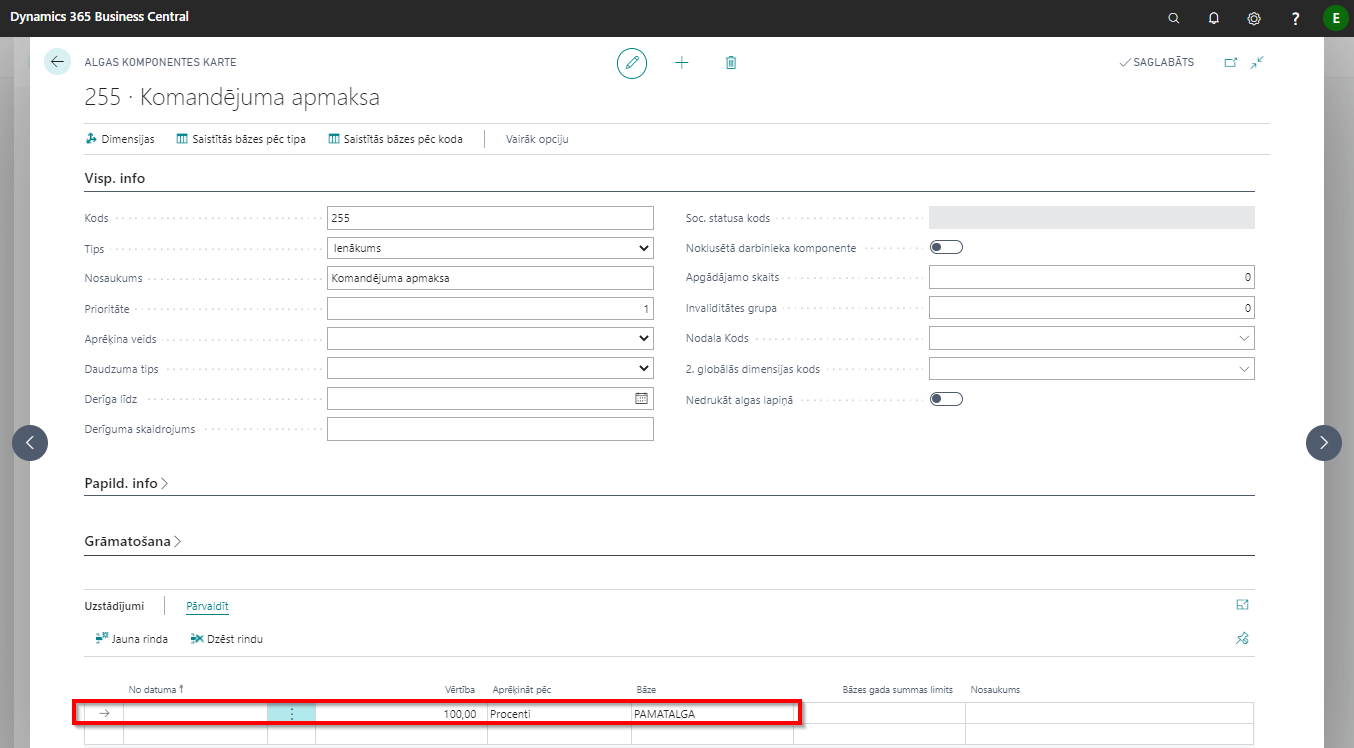 Dynamics 365 Business Central
?
E
ALGAS KOMPONENTES KARTE
SAGLABĀTS
255 · Komandējuma apmaksa
Dimensijas
Saistītās bāzes pēc tipa
Saistītās bāzes pēc koda
Vairāk opciju
Visp. info
Kods
255
Tips
Ienākums
Nosaukums
Komandējuma apmaksa
Prioritāte
1
Aprēķina veids
Daudzuma tips
Derīga līdz
Derīguma skaidrojums
Soc. statusa kods
Noklusētā darbinieka komponente
Apgādājamo skaits
0
Invaliditātes grupa
0
Nodaļa Kods
2. globālās dimensijas kods
Nedrukāt algas lapiņā
Papild. info
Grāmatošana
Uzstādījumi
Pārvaldīt
Jauna rinda
Dzēst rindu
No datuma ↑
Vērtība
Aprēķināt pēc
Bāze
Bāzes gada summas limits
Nosaukums
100,00
Procenti
PAMATALGA